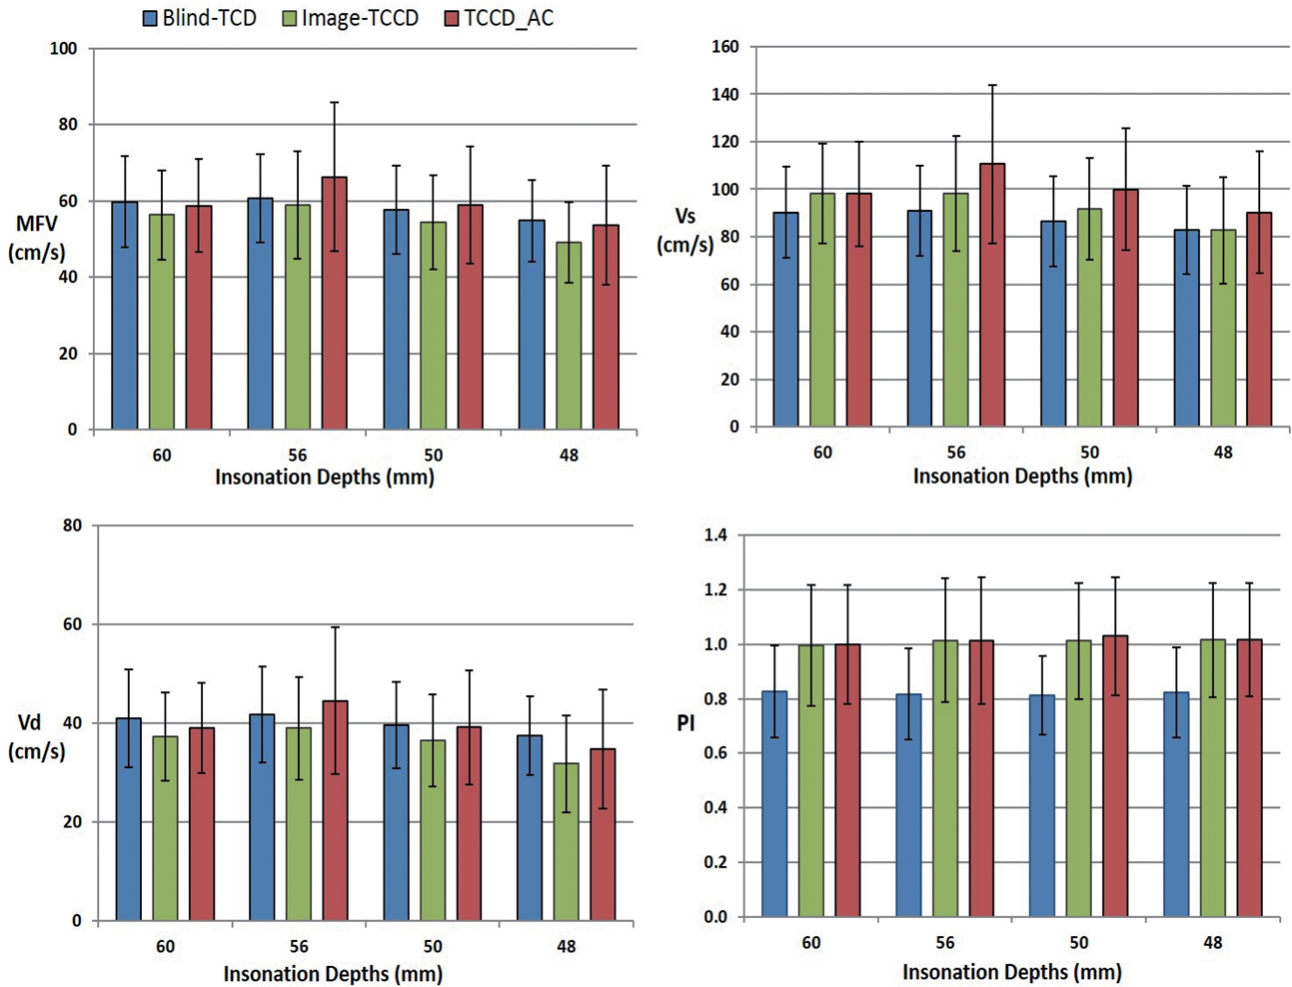 Blind-TCD Image-TCCD TCCD_AC
100
80
60
40
20
0
MFV
(cm/s)
60 56 50 48
Insonation Depths (mm)
160
140
120
100
80
60
40
20
0
Vs
(cm/s)
60 56 50 48
Insonation Depths (mm)
80
60
40
20
0
Vd
(cm/s)
60 56 50 48
Insonation Depths (mm)
1.4
1.2
1.0
0.8
0.6
0.4
0.2
0.0
PI
60 56 50 48
Insonation Depths (mm)